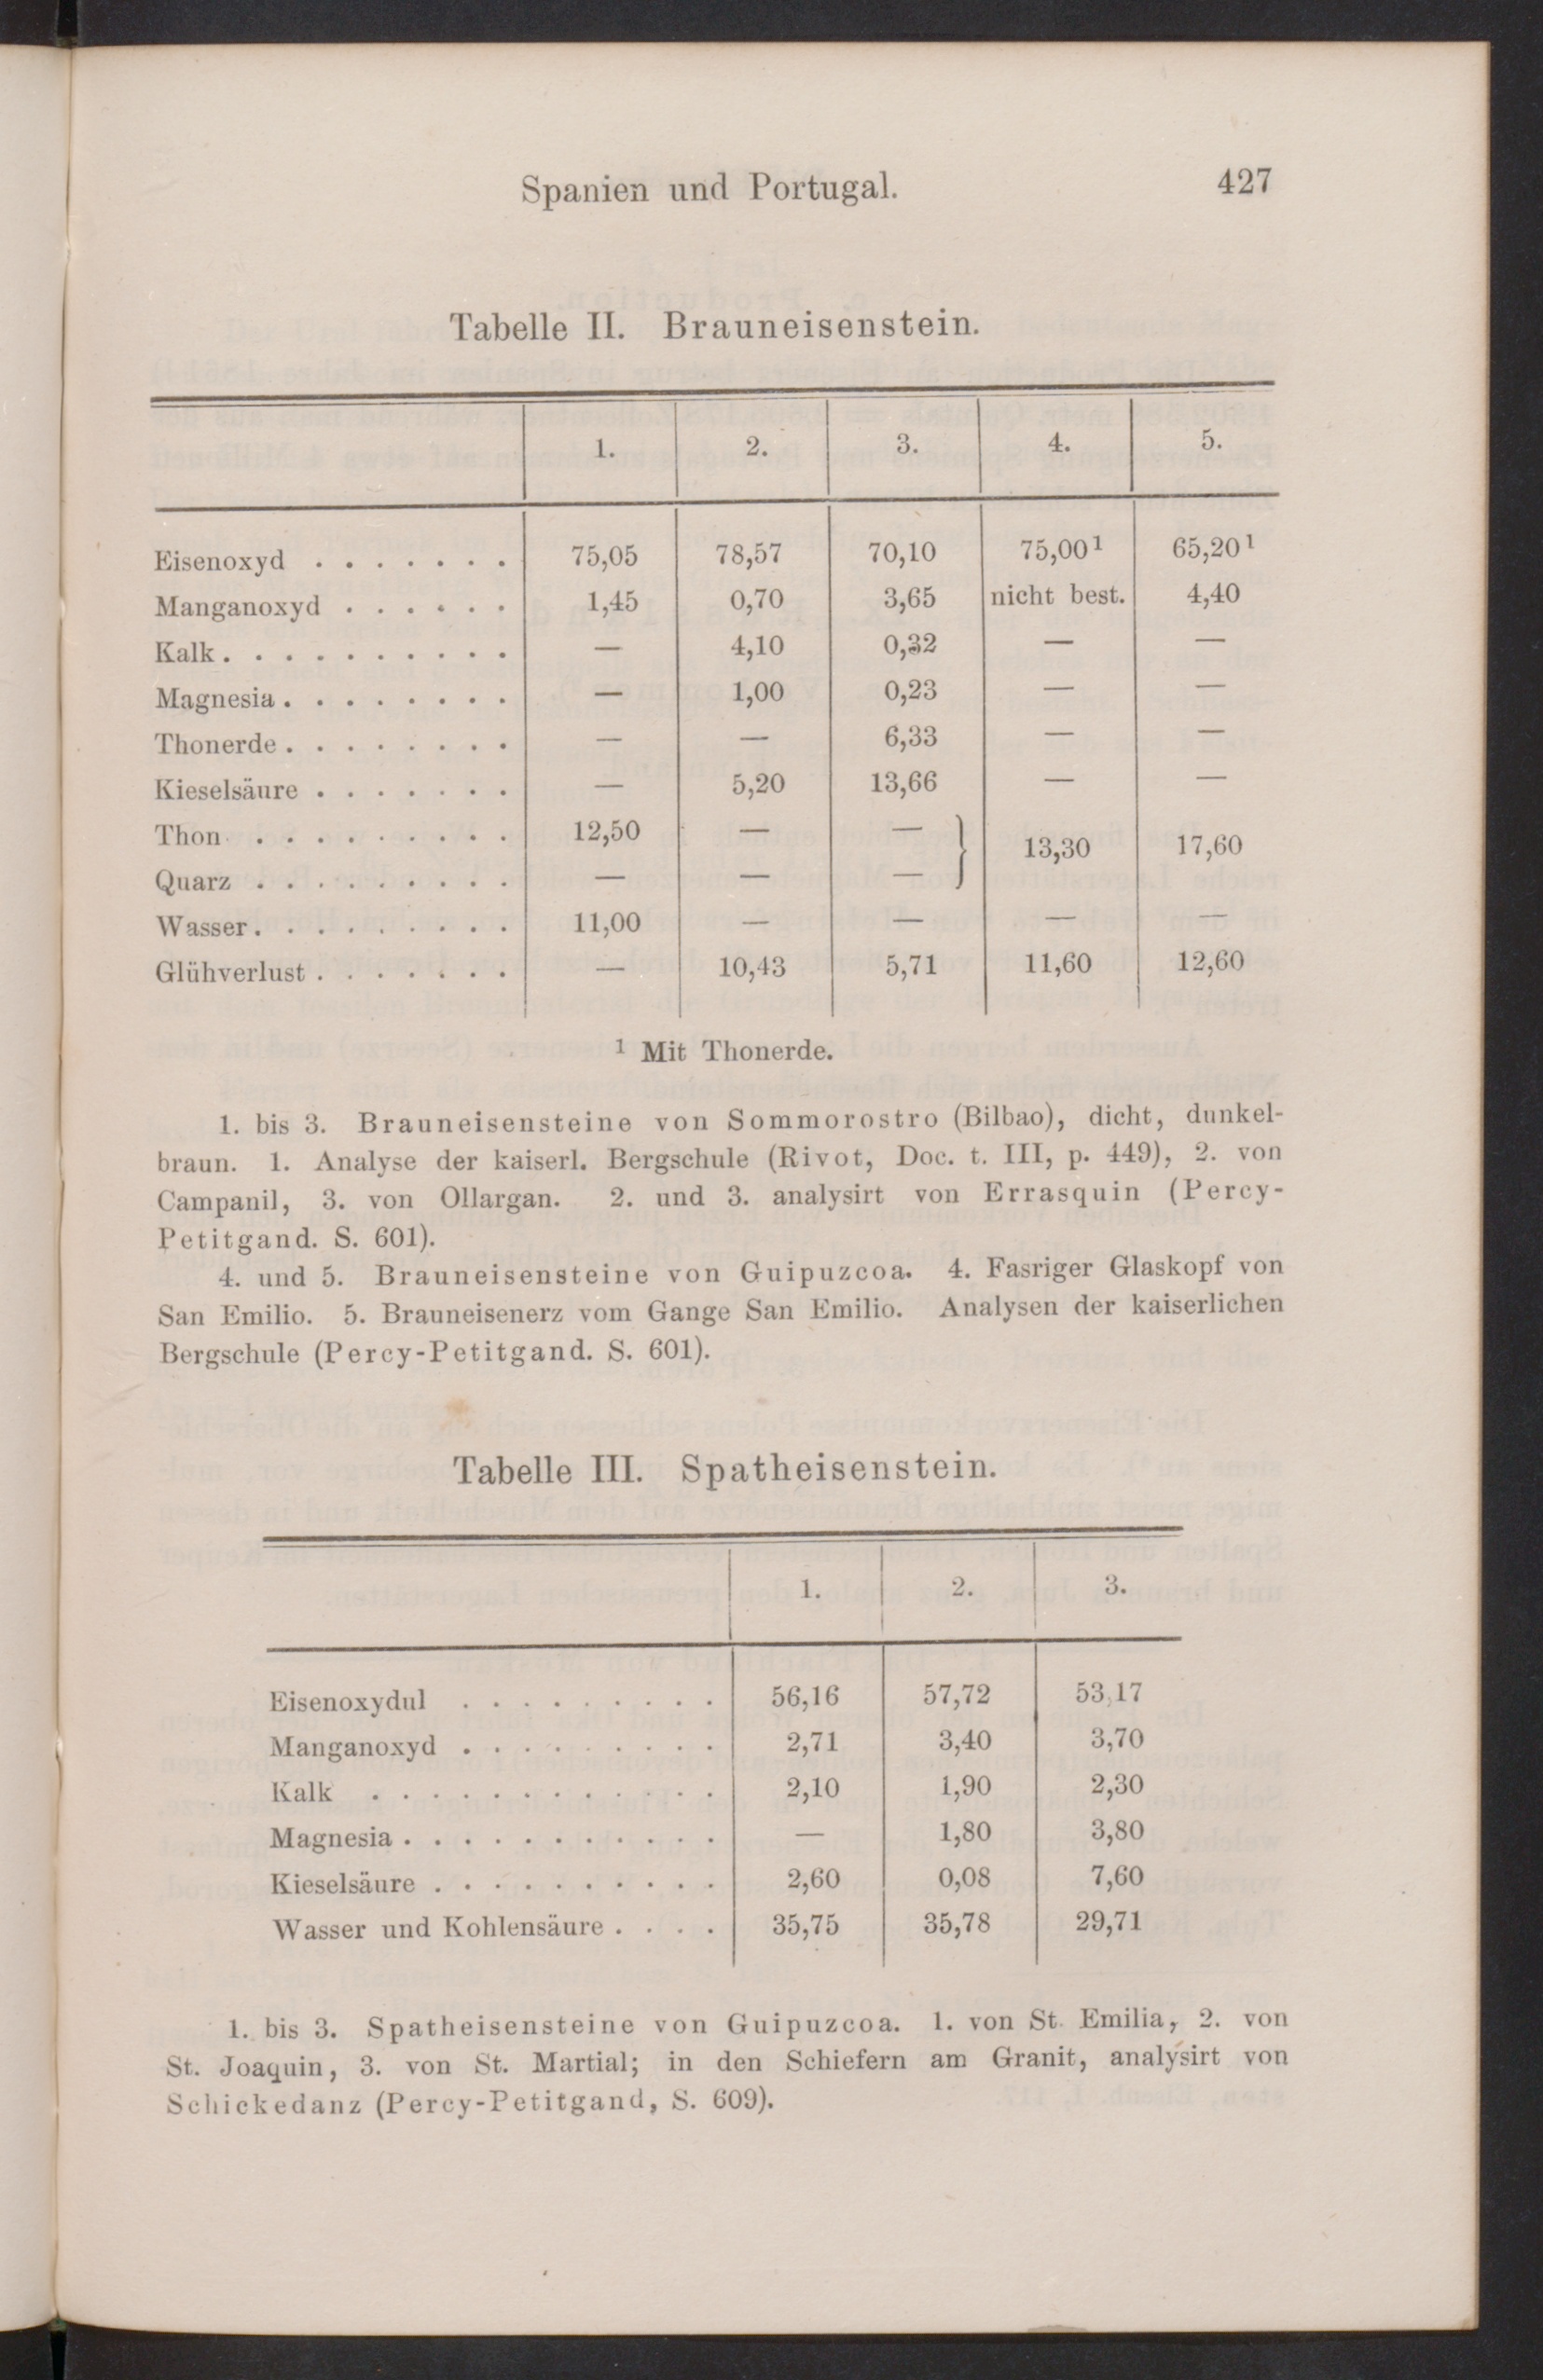 Spanien und Portugal. 427
Tabelle II. Brauneisenstein.
1. 2. 3. 4. 5.
Eisenoxyd . . . . . . . 75,05 78,57 70,10 75,00¹ 65,20¹
Manganoxyd . . . . . . 1,45 0,70 3,65 nicht best. 4,40
Kalk . . . . . . . . . . — 4,10 0,32 — —
Magnesia . . . . . . . . — 1,00 0,23 — —
Thonerde . . . . . . . . — — 6,33 — —
Kieselsäure . . . . . . . — 5,20 13,66 — —
Thon . . . . . . . . . 12,50 — — } 13,30 17,60
Quarz . . . . . . . . . — — —
Wasser . . . . . . . . . 11,00 — — — —
Glühverlust . . . . . . . — 10,43 5,71 11,60 12,60
¹ Mit Thonerde.
1. bis 3. Brauneisensteine von Sommorostro (Bilbao), dicht, dunkel-
braun. 1. Analyse der kaiserl. Bergschule (Rivot, Doc. t. III, p. 449), 2. von
Campanil, 3. von Ollargan. 2. und 3. analysirt von Errasquin (Percy-
Petitgand. S. 601).
4. und 5. Brauneisensteine von Guipuzcoa. 4. Fasriger Glaskopf von
San Emilio. 5. Brauneisenerz vom Gange San Emilio. Analysen der kaiserlichen
Bergschule (Percy-Petitgand. S. 601).
Tabelle III. Spatheisenstein.
1. 2. 3.
Eisenoxydul . . . . . . . . . 56,16 57,72 53,17
Manganoxyd . . . . . . . . . 2,71 3,40 3,70
Kalk . . . . . . . . . . . . 2,10 1,90 2,30
Magnesia . . . . . . . . . . . — 1,80 3,80
Kieselsäure . . . . . . . . . . 2,60 0,08 7,60
Wasser und Kohlensäure . . . . 35,75 35,78 29,71
1. bis 3. Spatheisensteine von Guipuzcoa. 1. von St. Emilia, 2. von
St. Joaquin, 3. von St. Martial; in den Schiefern am Granit, analysirt von
Schickedanz (Percy-Petitgand, S. 609).